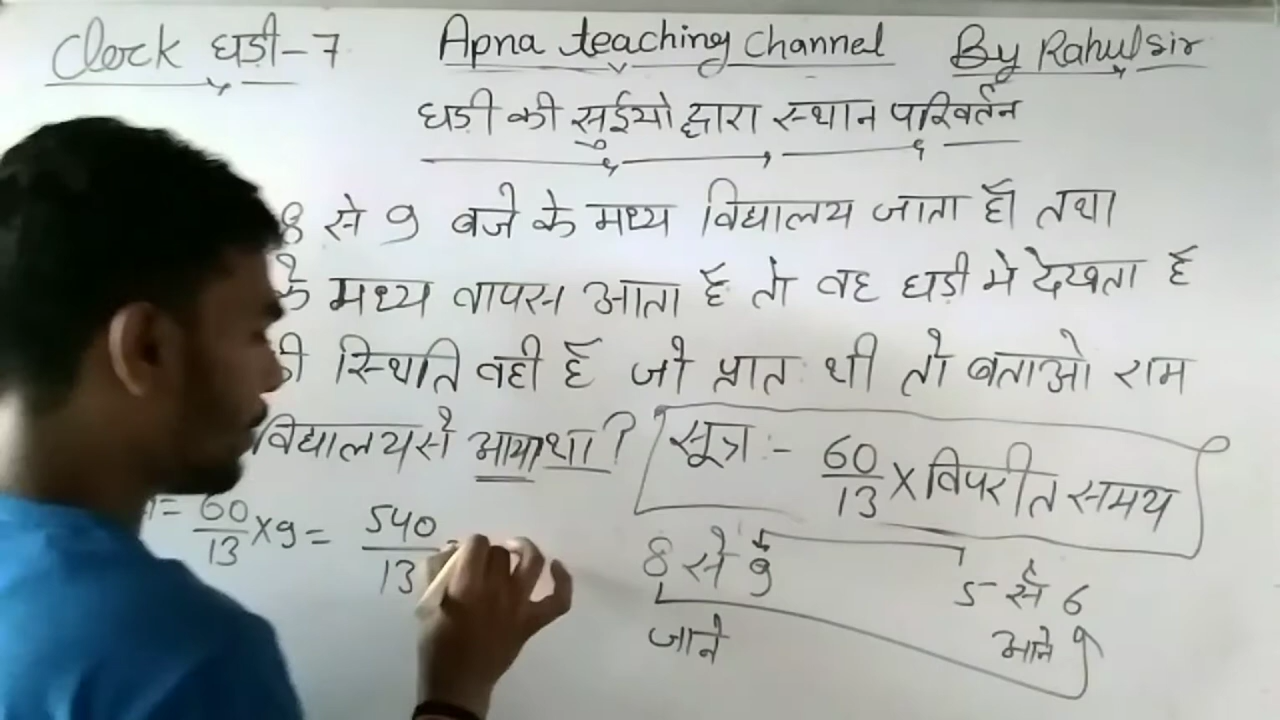 Clock घडी-7 Apna teaching channel By Rahul sir
घडी की सुईयो द्वारा स्थान परिवर्तन
8 से 9 बजे के मध्य विद्यालय जाता हॅा तथा
के मध्य वापस आता हॅ तो वह घडी मे देखता हॅ
की स्थिति वही हॅ जो प्रातः थी तो बताओ राम
विद्यालय से आया था?
सूत्र :- 60/13 × विपरीत समय
= 60/13 × 9 = 540/13
8 से 9
जाने
5 से 6
आने